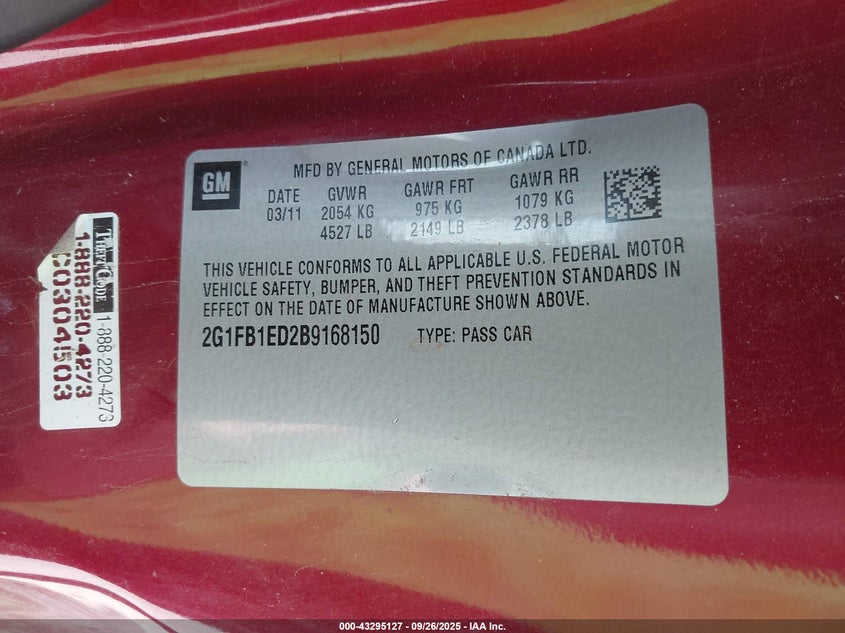 GM
®
MFD BY GENERAL MOTORS OF CANADA LTD.
DATE GVWR GAWR FRT GAWR RR
03/11 2054 KG 975 KG 1079 KG
4527 LB 2149 LB 2378 LB
THIS VEHICLE CONFORMS TO ALL APPLICABLE U.S. FEDERAL MOTOR
VEHICLE SAFETY, BUMPER, AND THEFT PREVENTION STANDARDS IN
EFFECT ON THE DATE OF MANUFACTURE SHOWN ABOVE.
2G1FB1ED2B9168150 TYPE: PASS CAR
1-888-220-4273
1-888-220-4273
C0304503
000-43295127 - 09/26/2025 - IAA Inc.